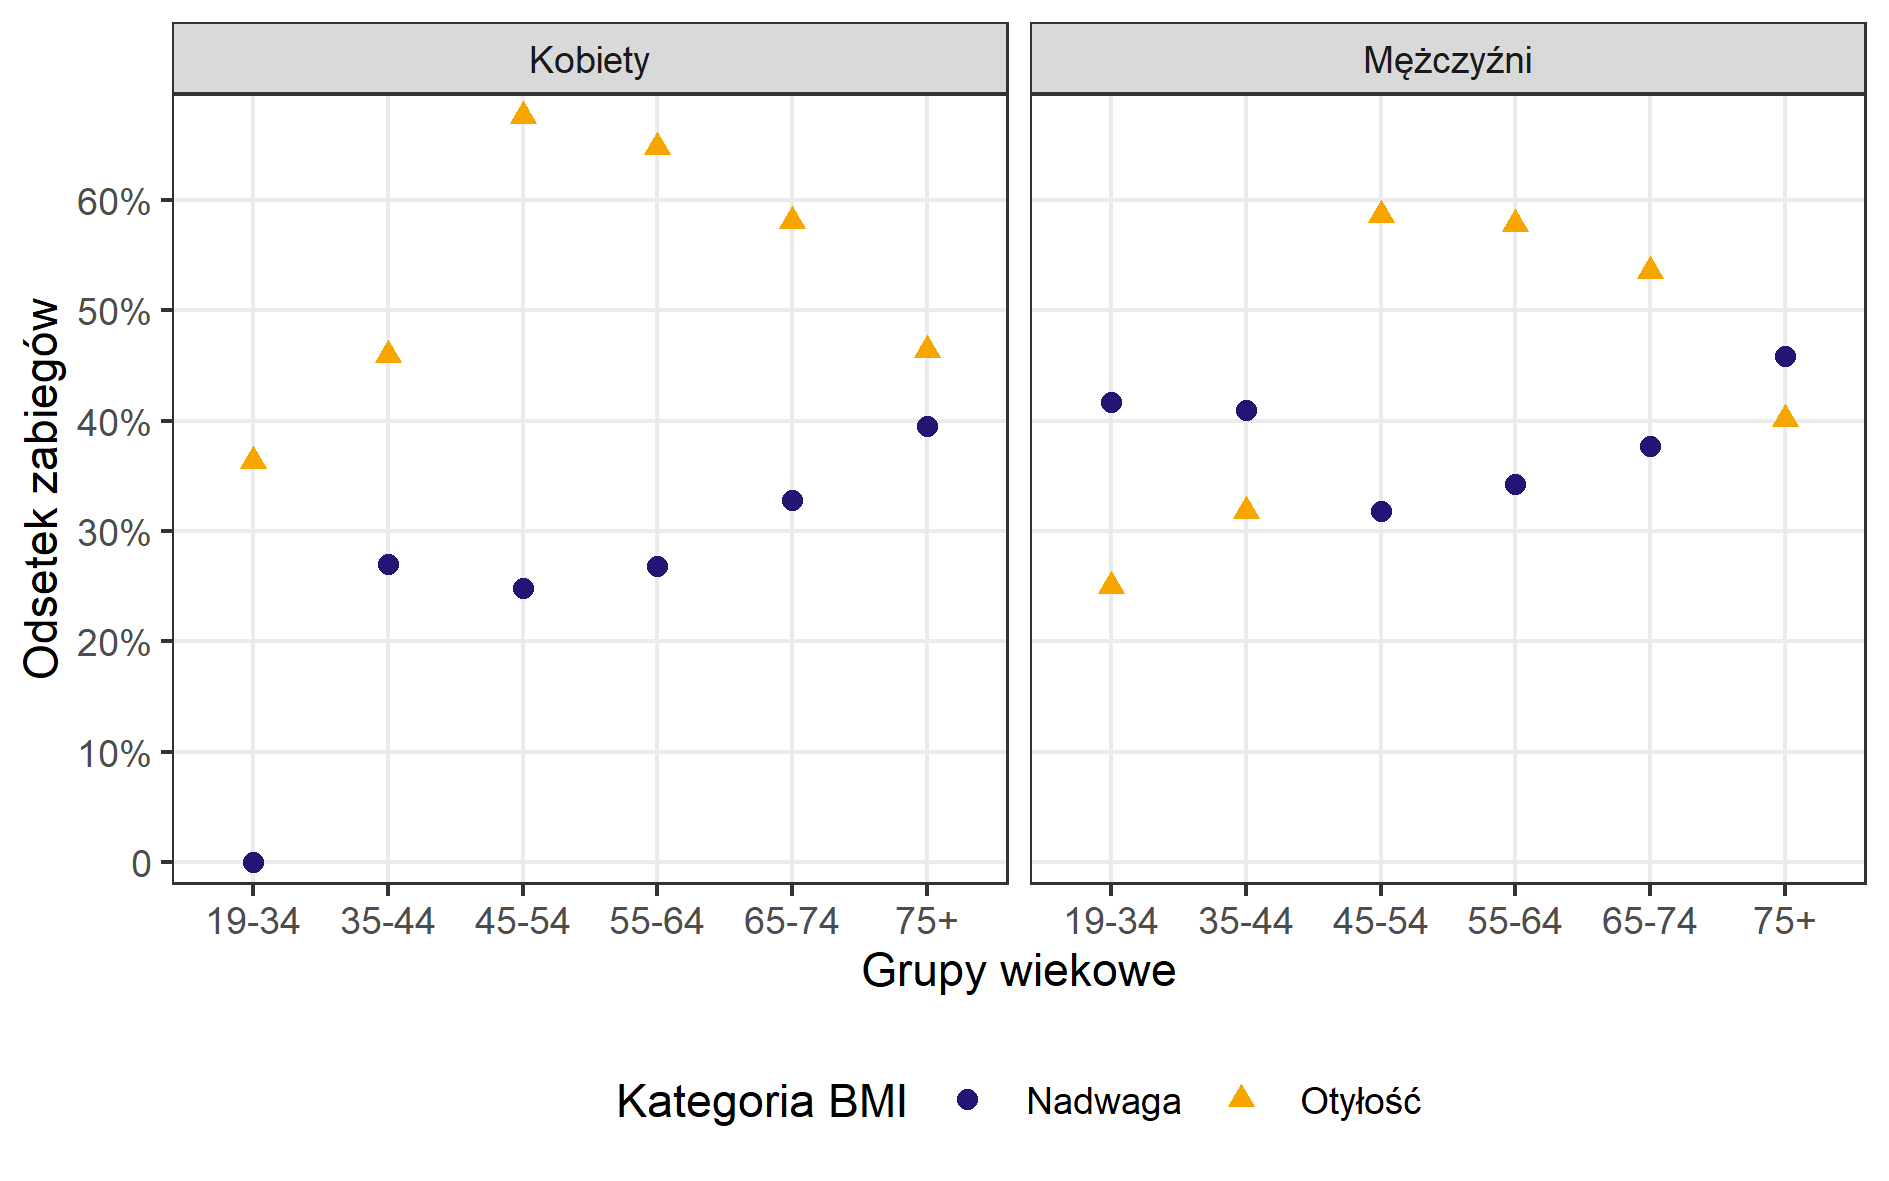 Kobiety
Mężczyźni
Odsetek zabiegów
60%
50%
40%
30%
20%
10%
0
19-34 35-44 45-54 55-64 65-74 75+
19-34 35-44 45-54 55-64 65-74 75+
Grupy wiekowe
Kategoria BMI Nadwaga Otyłość